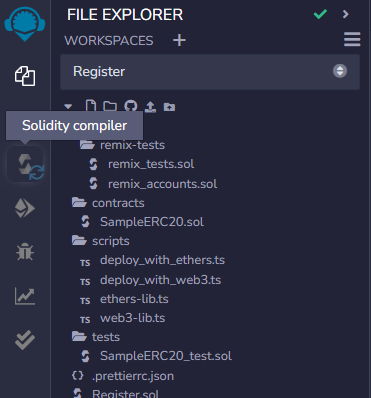 FILE EXPLORER
WORKSPACES +
Register
Solidity compiler
remix-tests
remix_tests.sol
remix_accounts.sol
contracts
SampleERC20.sol
scripts
TS deploy_with_ethers.ts
TS deploy_with_web3.ts
TS ethers-lib.ts
TS web3-lib.ts
tests
SampleERC20_test.sol
{} .prettierrc.json
Register.sol